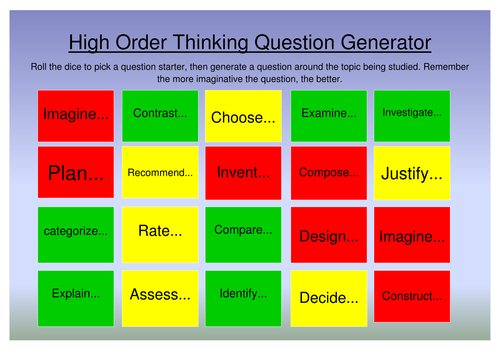 High Order Thinking Question Generator
Roll the dice to pick a question starter, then generate a question around the topic being studied. Remember
the more imaginative the question, the better.
Imagine...
Contrast...
Choose...
Examine...
Investigate...
Plan...
Recommend...
Invent...
Compose...
Justify...
categorize...
Rate...
Compare...
Design...
Imagine...
Explain...
Assess...
Identify...
Decide...
Construct...